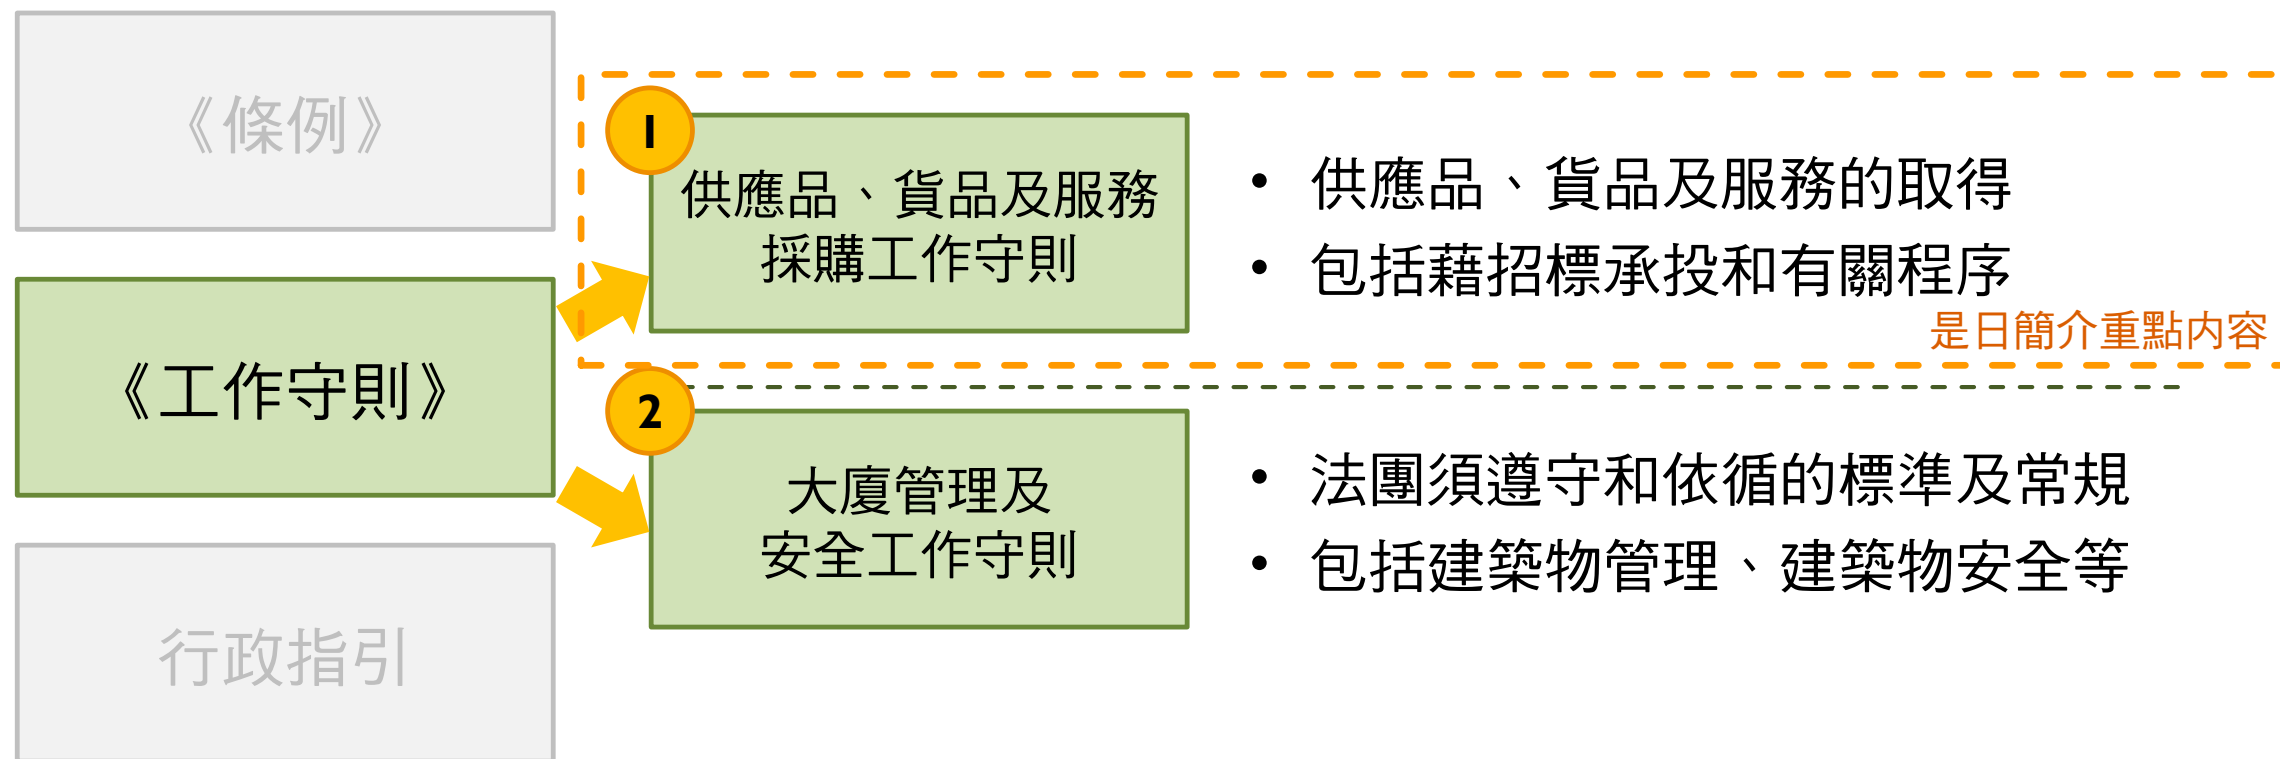 《條例》
《工作守則》
行政指引
1
供應品、貨品及服務
採購工作守則
• 供應品、貨品及服務的取得
• 包括藉招標承投和有關程序
是日簡介重點內容
2
大廈管理及
安全工作守則
• 法團須遵守和依循的標準及常規
• 包括建築物管理、建築物安全等